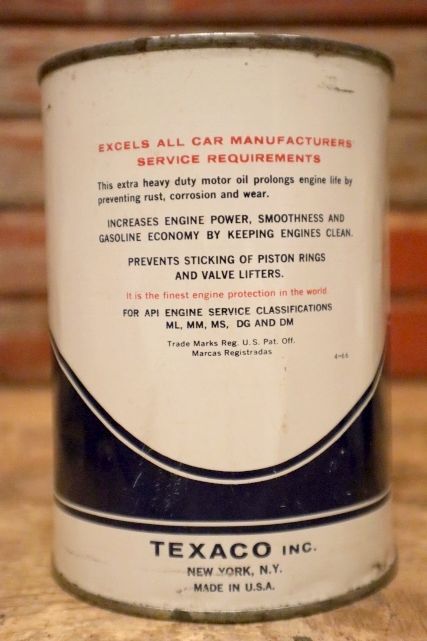 EXCELS ALL CAR MANUFACTURERS'
SERVICE REQUIREMENTS
This extra heavy duty motor oil prolongs engine life by
preventing rust, corrosion and wear.
INCREASES ENGINE POWER, SMOOTHNESS AND
GASOLINE ECONOMY BY KEEPING ENGINES CLEAN.
PREVENTS STICKING OF PISTON RINGS
AND VALVE LIFTERS.
It is the finest engine protection in the world.
FOR API ENGINE SERVICE CLASSIFICATIONS
ML, MM, MS, DG AND DM
Trade Marks Reg. U.S. Pat. Off.
Marcas Registradas
4-66
TEXACO INC.
NEW YORK, N.Y.
MADE IN U.S.A.